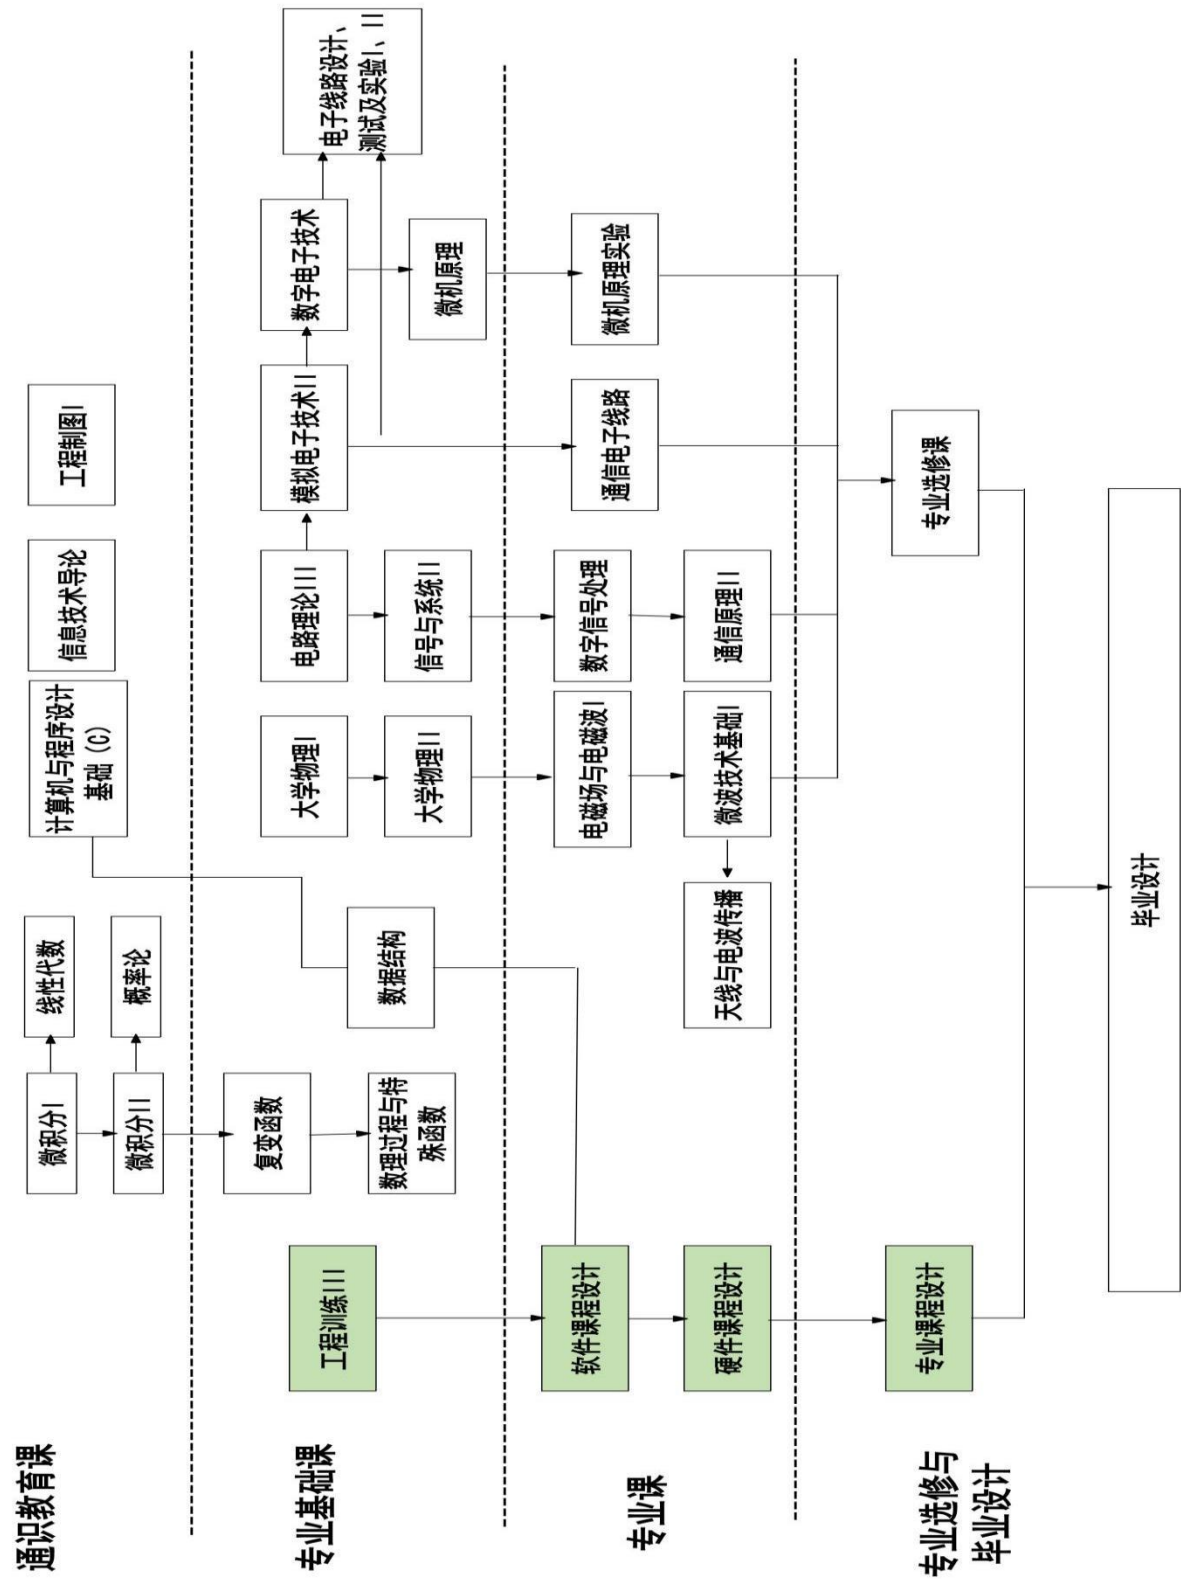 通识教育课
微积分I
线性代数
微积分II
概率论
计算机与程序设计
基础(C)
信息技术导论
工程制图I
专业基础课
工程训练III
复变函数
数理过程与特
殊函数
数据结构
大学物理I
大学物理II
电路理论III
信号与系统II
模拟电子技术II
数字电子技术
微机原理
电子线路设计、
测试及实验I、II
专业课
软件课程设计
硬件课程设计
天线与电波传播
电磁场与电磁波I
微波技术基础I
数字信号处理
通信原理II
通信电子线路
微机原理实验
专业选修与
毕业设计
专业课程设计
专业选修课
毕业设计